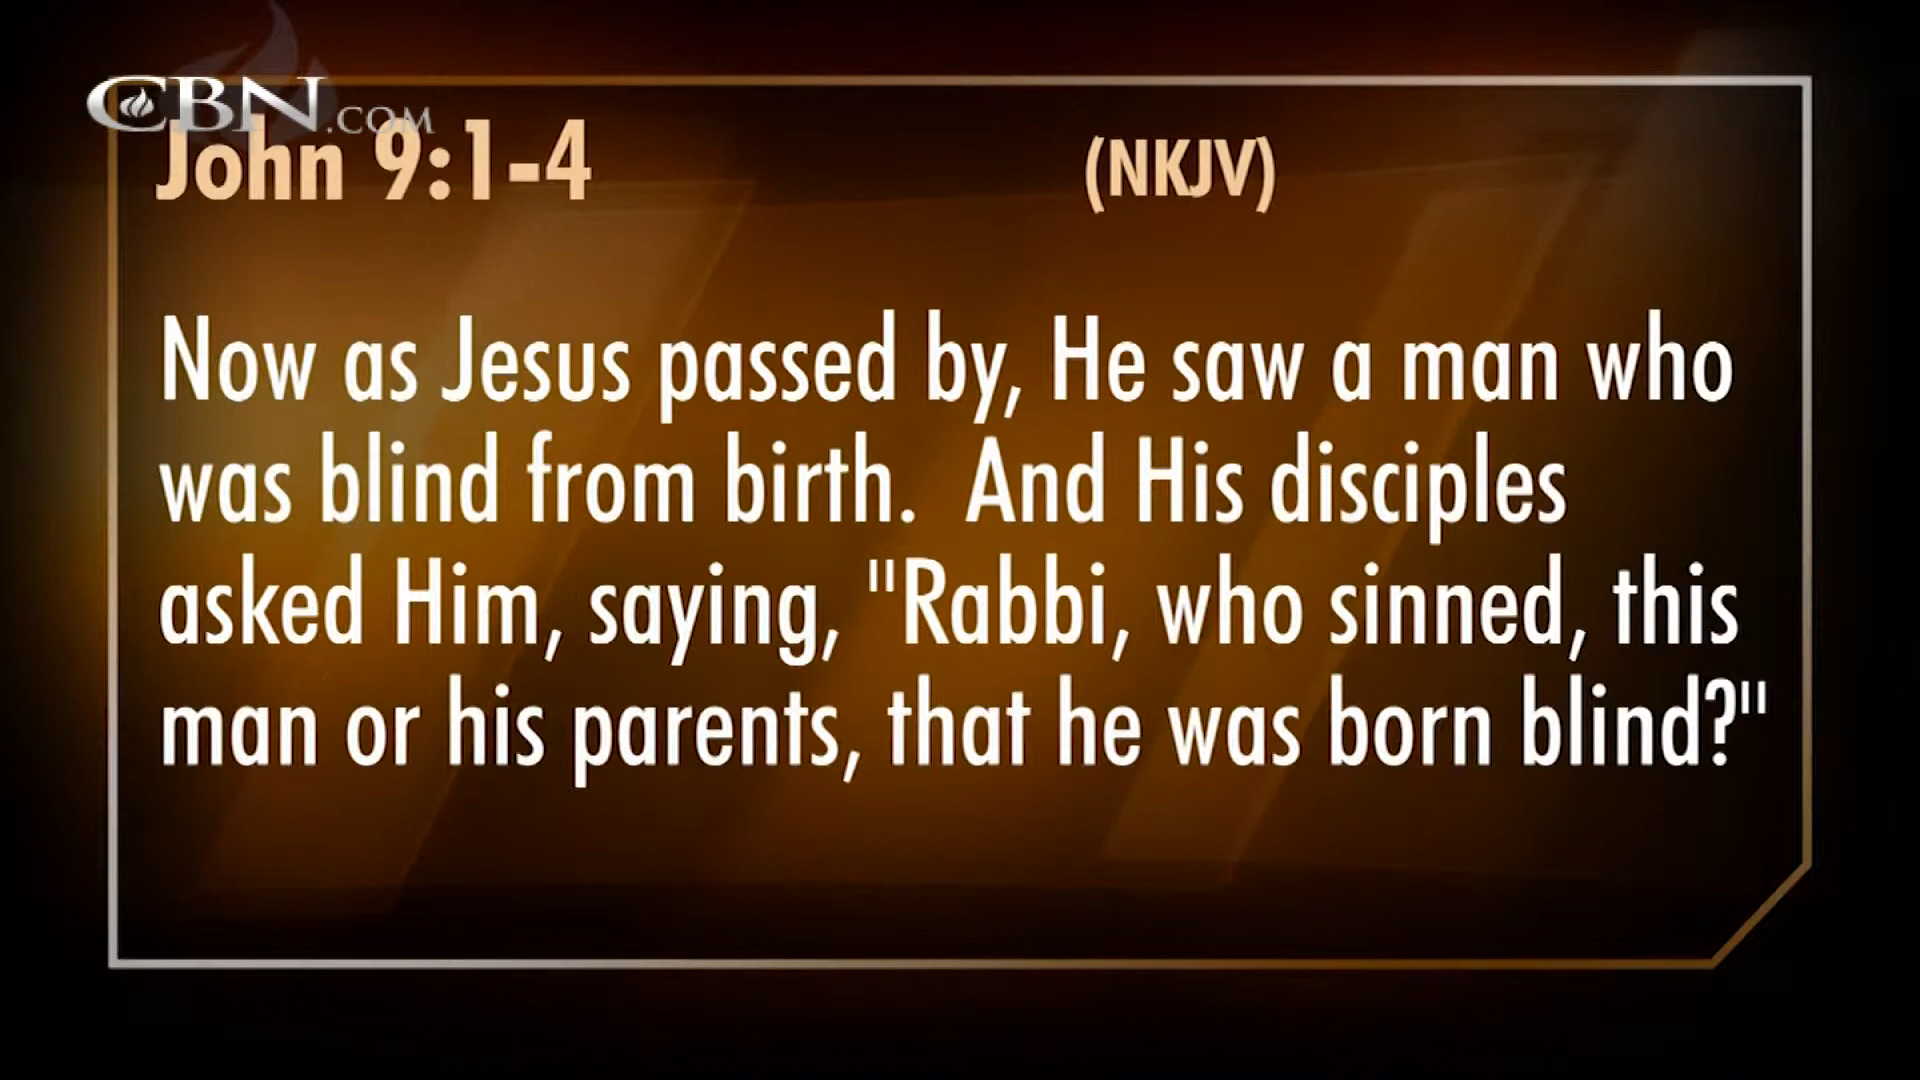 CBN.COM
John 9:1-4 (NKJV)
Now as Jesus passed by, He saw a man who
was blind from birth.  And His disciples
asked Him, saying, "Rabbi, who sinned, this
man or his parents, that he was born blind?"